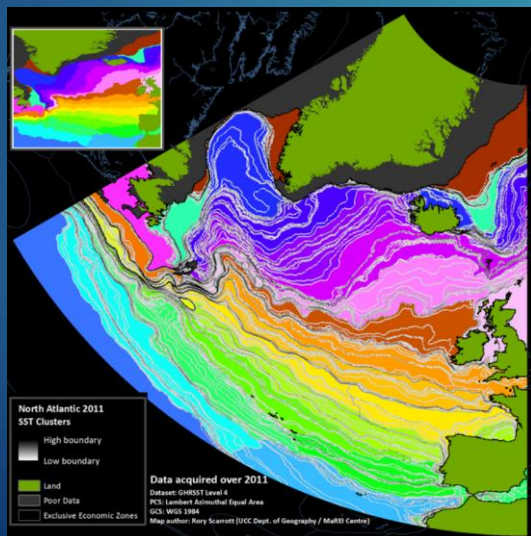 North Atlantic 2011
SST Clusters
High boundary
Low boundary
Land
Poor Data
Exclusive Economic Zones
Data acquired over 2011
Dataset: GHRSST Level 4
PCS: Lambert Azimuthal Equal Area
GCS: WGS 1984
Map author: Rory Scarrott (UCC Dept. of Geography / MaREI Centre)